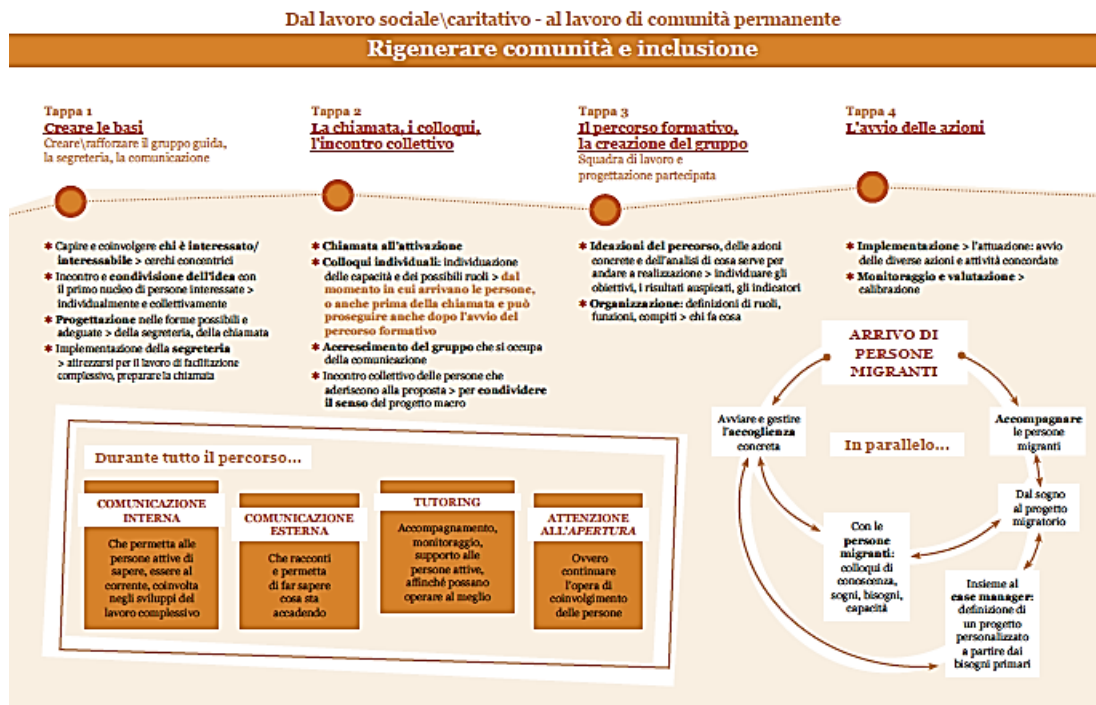 Dal lavoro sociale\caritativo - al lavoro di comunità permanente
Rigenerare comunità e inclusione
Tappa 1
Creare le basi
Creare\rafforzare il gruppo guida,
la segreteria, la comunicazione
Tappa 2
La chiamata, i colloqui,
l'incontro collettivo
Tappa 3
Il percorso formativo,
la creazione del gruppo
Squadra di lavoro e
progettazione partecipata
Tappa 4
L'avvio delle azioni
* Capire e coinvolgere chi è interessato/
interessabile > cerchi concentrici
* Incontro e condivisione dell'idea con
il primo nucleo di persone interessate >
individualmente e collettivamente
* Progettazione nelle forme possibili e
adeguate > della segreteria, della chiamata
* Implementazione della segreteria
> attrezzarsi per il lavoro di facilitazione
complessivo, preparare la chiamata
* Chiamata all'attivazione
* Colloqui individuali: individuazione
delle capacità e dei possibili ruoli > dal
momento in cui arrivano le persone,
o anche prima della chiamata e può
proseguire anche dopo l'avvio del
percorso formativo
* Accrescimento del gruppo che si occupa
della comunicazione
* Incontro collettivo delle persone che
aderiscono alla proposta > per condividere
il senso del progetto macro
* Ideazioni del percorso, delle azioni
concrete e dell'analisi di cosa serve per
andare a realizzazione > individuare gli
obiettivi, i risultati auspicati, gli indicatori
* Organizzazione: definizioni di ruoli,
funzioni, compiti > chi fa cosa
* Implementazione > l'attuazione: avvio
delle diverse azioni e attività concordate
* Monitoraggio e valutazione >
calibrazione
Durante tutto il percorso...
COMUNICAZIONE
INTERNA
Che permetta alle
persone attive di
sapere, essere al
corrente, coinvolta
negli sviluppi del
lavoro complessivo
COMUNICAZIONE
ESTERNA
Che racconti
e permetta
di far sapere
cosa sta
accadendo
TUTORING
Accompagnamento,
monitoraggio,
supporto alle
persone attive,
affinché possano
operare al meglio
ATTENZIONE
ALL'APERTURA
Ovvero
continuare
l'opera di
coinvolgimento
delle persone
ARRIVO DI
PERSONE
MIGRANTI
Avviare e gestire
l'accoglienza
concreta
In parallelo...
Accompagnare
le persone
migranti
Dal sogno
al progetto
migratorio
Con le
persone
migranti:
colloqui di
conoscenza,
sogni, bisogni,
capacità
Insieme al
case manager:
definizione di
un progetto
personalizzato
a partire dai
bisogni primari